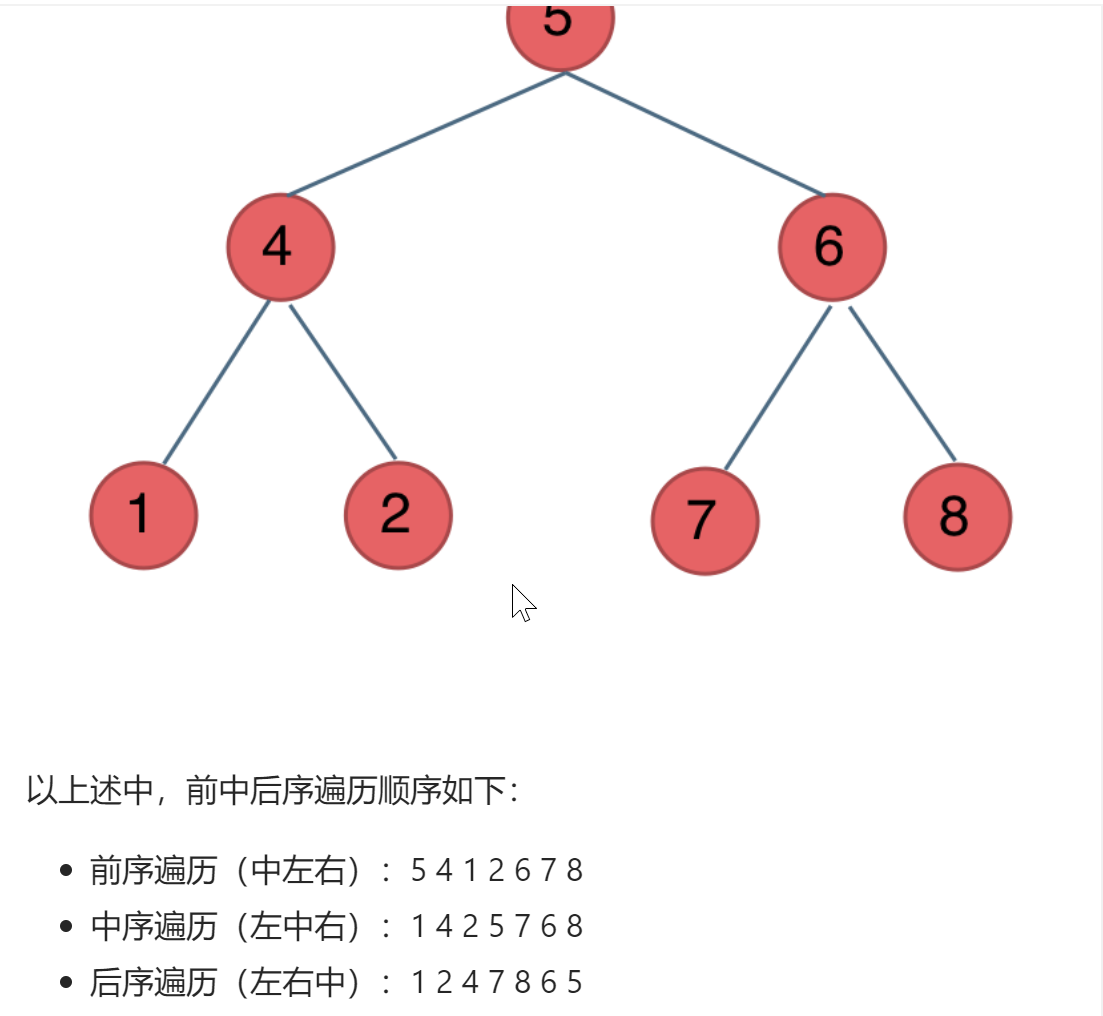 5
4 6
1 2 7 8
以上述中，前中后序遍历顺序如下：
• 前序遍历（中左右）：5 4 1 2 6 7 8
• 中序遍历（左中右）：1 4 2 5 7 6 8
• 后序遍历（左右中）：1 2 4 7 8 6 5